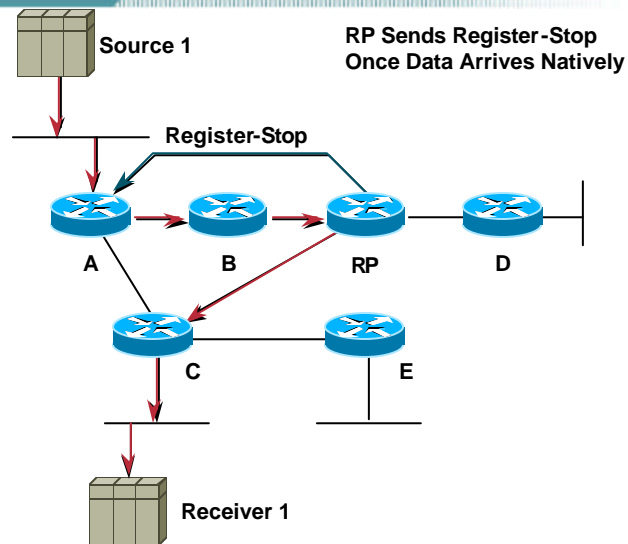 Source 1
RP Sends Register-Stop
Once Data Arrives Natively
Register-Stop
A
B
RP
D
C
E
Receiver 1